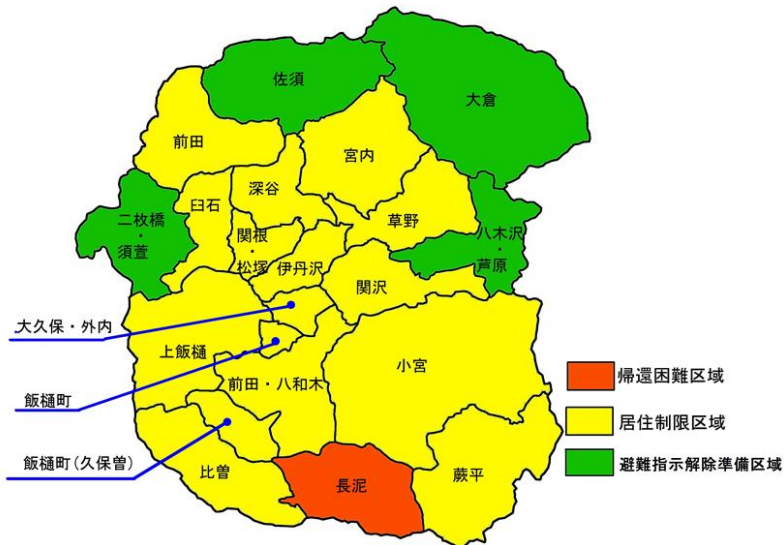 佐須
大倉
前田
宮内
深谷
臼石
草野
二枚橋
・
須萱
関根
・
松塚
八木沢
・
芦原
伊丹沢
関沢
大久保・外内
上飯樋
小宮
前田・八和木
飯樋町
飯樋町(久保曽)
比曽
長泥
蕨平
帰還困難区域
居住制限区域
避難指示解除準備区域